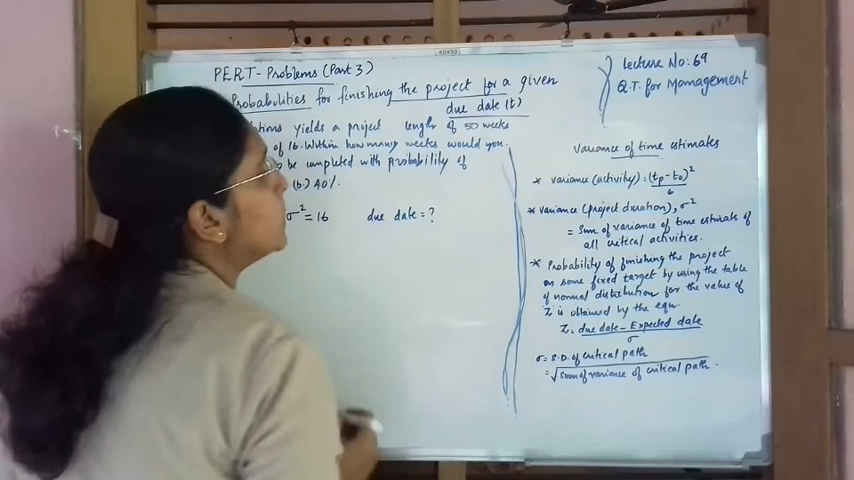 PERT-Problems (Part 3)
Probabilities for finishing the project for a given
due date (t)
yields a project length of 50 weeks
of 16. Within how many weeks would you
be completed with probability of
(b.) 40%.
σ² = 16 due date = ?
Lecture No: 69
Q.T. for Management
variance of time estimates
* variance (activity) = (tp - to / 6)²
* variance (project duration), σ²
= sum of variance of time estimats of
all critical activities.
* Probability of finishing the project
on some fixed target by using the table
of normal distribution for the value of
Z is obtained by the eqn.
Z = due date - Expected date / σ
σ = S.D of critical path
= √sum of variance of critical path.